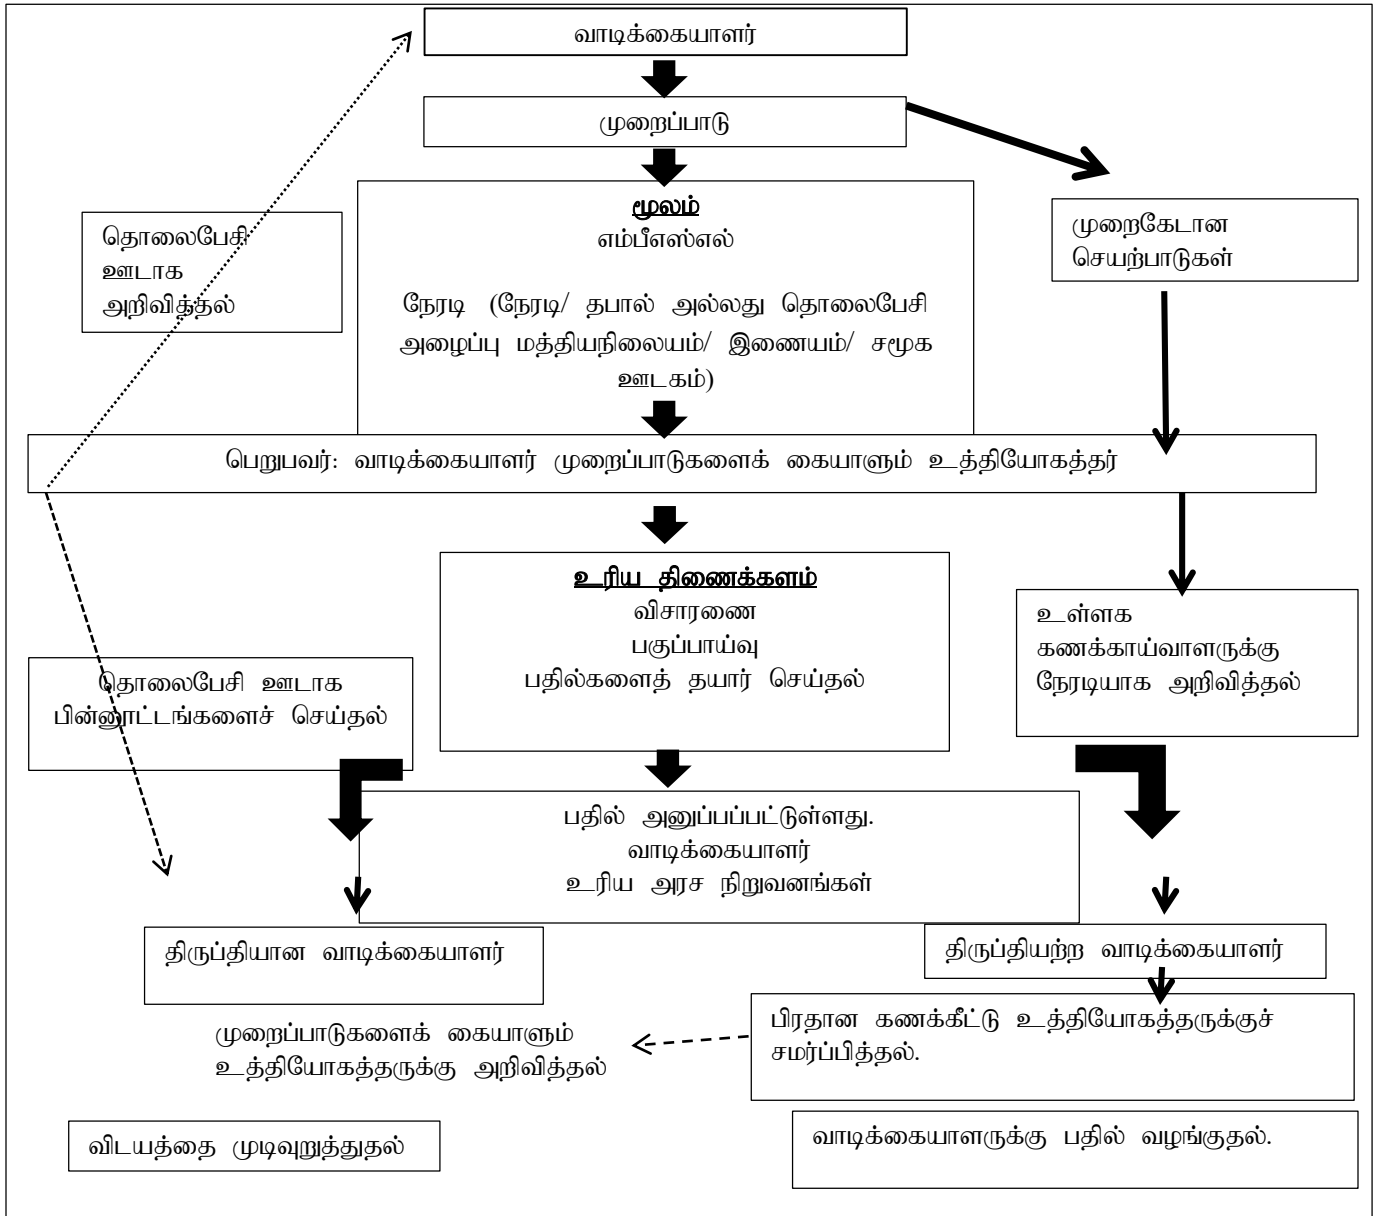 வாடிக்கையாளர்
முறைப்பாடு
மூலம்
எம்பீஎஸ்எல்
நேரடி (நேரடி/ தபால் அல்லது தொலைபேசி
அழைப்பு மத்தியநிலையம்/ இணையம்/ சமூக
ஊடகம்)
தொலைபேசி
ஊடாக
அறிவித்தல்
முறைகேடான
செயற்பாடுகள்
பெறுபவர்: வாடிக்கையாளர் முறைப்பாடுகளைக் கையாளும் உத்தியோகத்தர்
உரிய திணைக்களம்
விசாரணை
பகுப்பாய்வு
பதில்களைத் தயார் செய்தல்
உள்ளக
கணக்காய்வாளருக்கு
நேரடியாக அறிவித்தல்
தொலைபேசி ஊடாக
பின்னூட்டங்களைச் செய்தல்
பதில் அனுப்பப்பட்டுள்ளது.
வாடிக்கையாளர்
உரிய அரச நிறுவனங்கள்
திருப்தியான வாடிக்கையாளர்
திருப்தியற்ற வாடிக்கையாளர்
பிரதான கணக்கீட்டு உத்தியோகத்தருக்குச்
சமர்ப்பித்தல்.
முறைப்பாடுகளைக் கையாளும்
உத்தியோகத்தருக்கு அறிவித்தல்
விடயத்தை முடிவுறுத்துதல்
வாடிக்கையாளருக்கு பதில் வழங்குதல்.